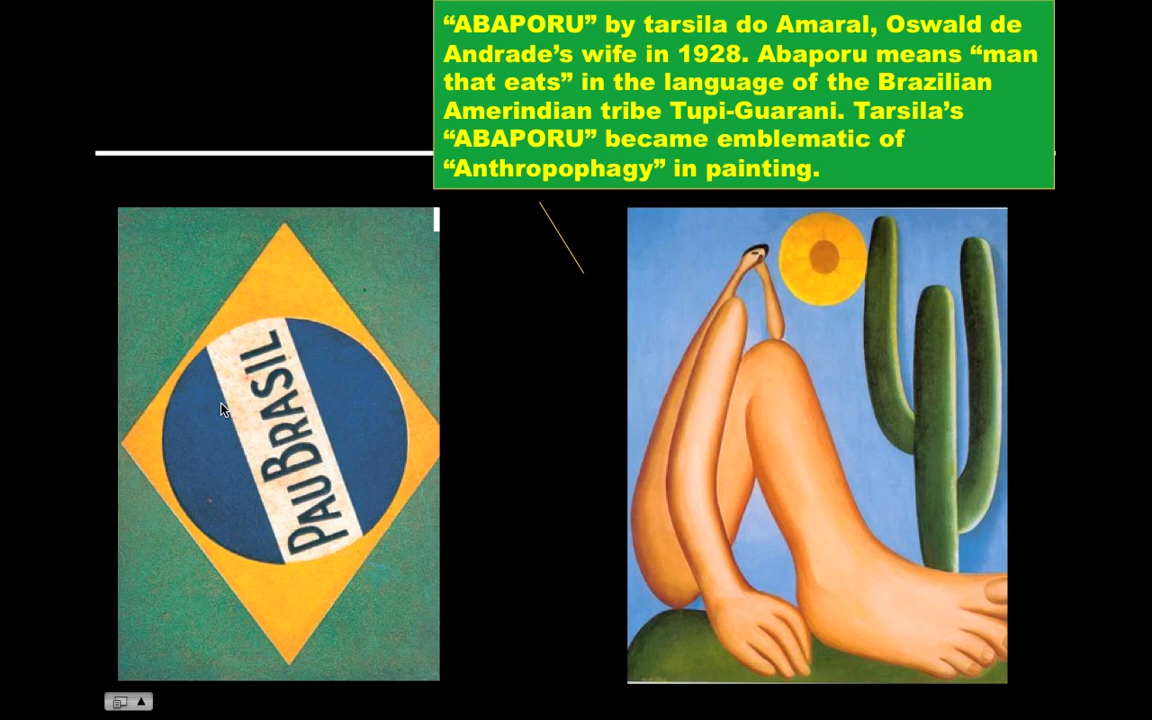 “ABAPORU” by tarsila do Amaral, Oswald de
Andrade’s wife in 1928. Abaporu means “man
that eats” in the language of the Brazilian
Amerindian tribe Tupi-Guarani. Tarsila’s
“ABAPORU” became emblematic of
“Anthropophagy” in painting.
PAU BRASIL